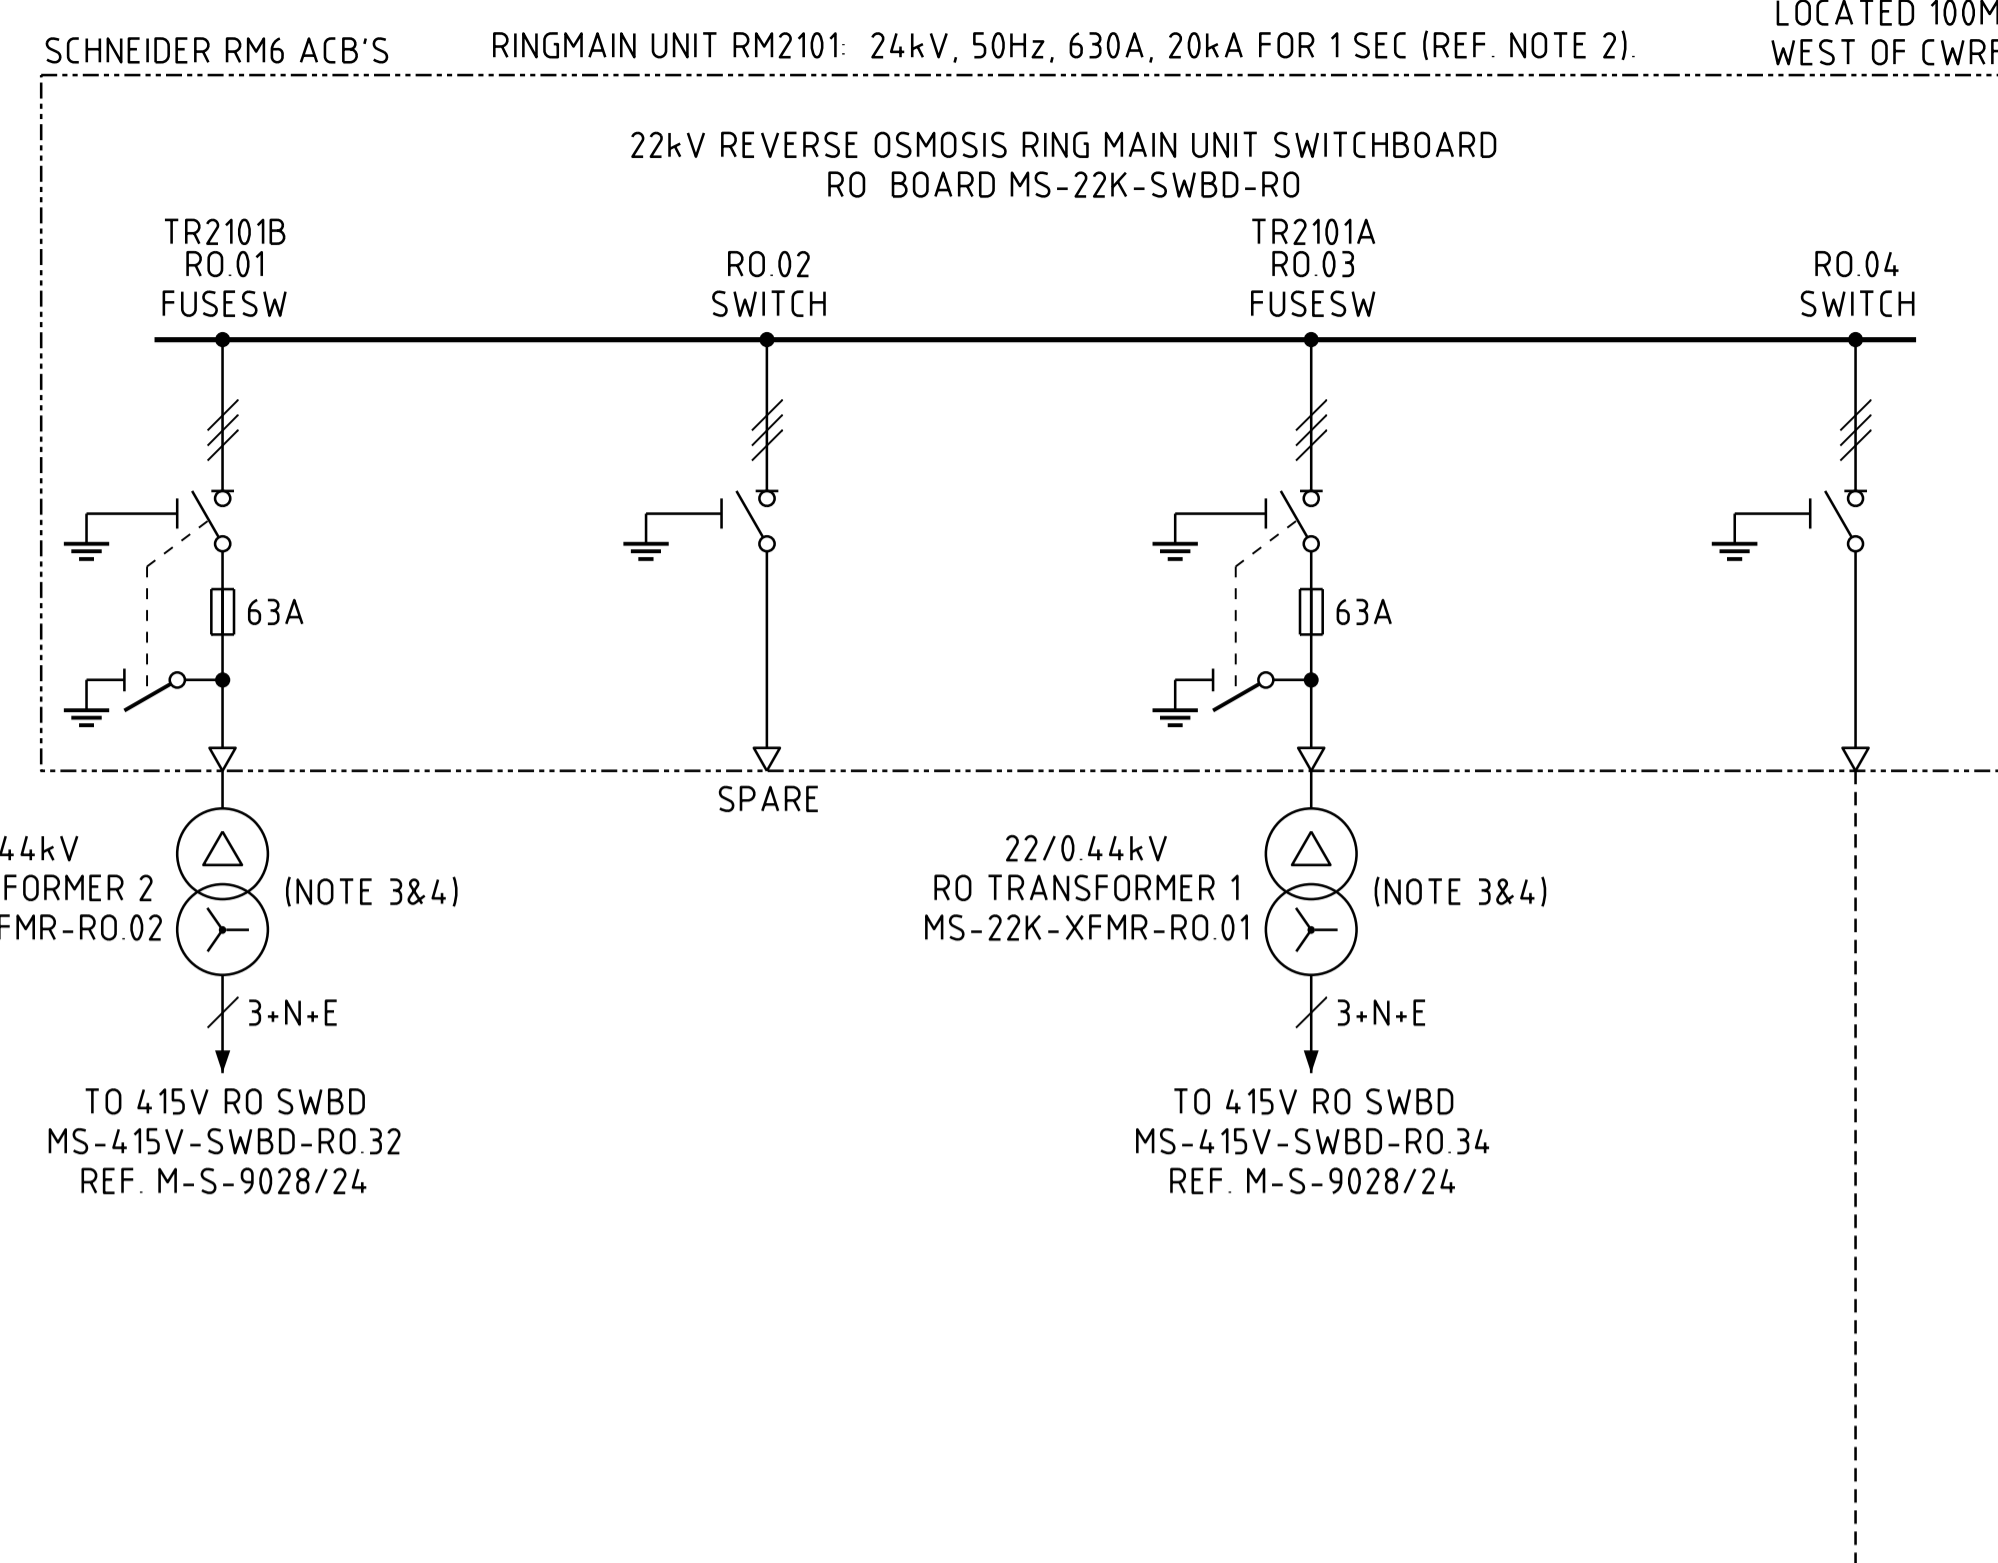 SCHNEIDER RM6 ACB'S
RINGMAIN UNIT RM2101: 24kV, 50Hz, 630A, 20kA FOR 1 SEC (REF. NOTE 2).
LOCATED 100M
WEST OF CWRF
22kV REVERSE OSMOSIS RING MAIN UNIT SWITCHBOARD
RO BOARD MS-22K-SWBD-RO
TR2101B
RO.01
FUSESW
RO.02
SWITCH
TR2101A
RO.03
FUSESW
RO.04
SWITCH
63A
63A
SPARE
44kV
FORMER 2
FMR-RO.02
(NOTE 3&4)
22/0.44kV
RO TRANSFORMER 1
MS-22K-XFMR-RO.01
(NOTE 3&4)
3+N+E
3+N+E
TO 415V RO SWBD
MS-415V-SWBD-RO.32
REF. M-S-9028/24
TO 415V RO SWBD
MS-415V-SWBD-RO.34
REF. M-S-9028/24